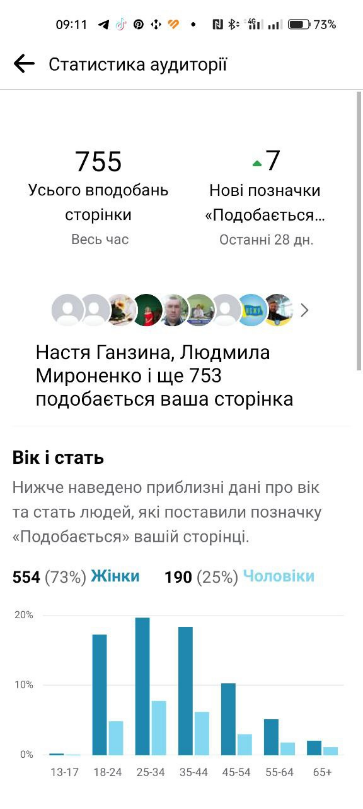 09:11
4G
73%
Статистика аудиторії
755
Усього вподобань
сторінки
Весь час
7
Нові позначки
«Подобається...
Останні 28 дн.
Настя Ганзина, Людмила
Мироненко і ще 753
подобається ваша сторінка
Вік і стать
Нижче наведено приблизні дані про вік
та стать людей, які поставили позначку
«Подобається» вашій сторінці.
554 (73%) Жінки 190 (25%) Чоловіки
20%
10%
0%
13-17 18-24 25-34 35-44 45-54 55-64 65+